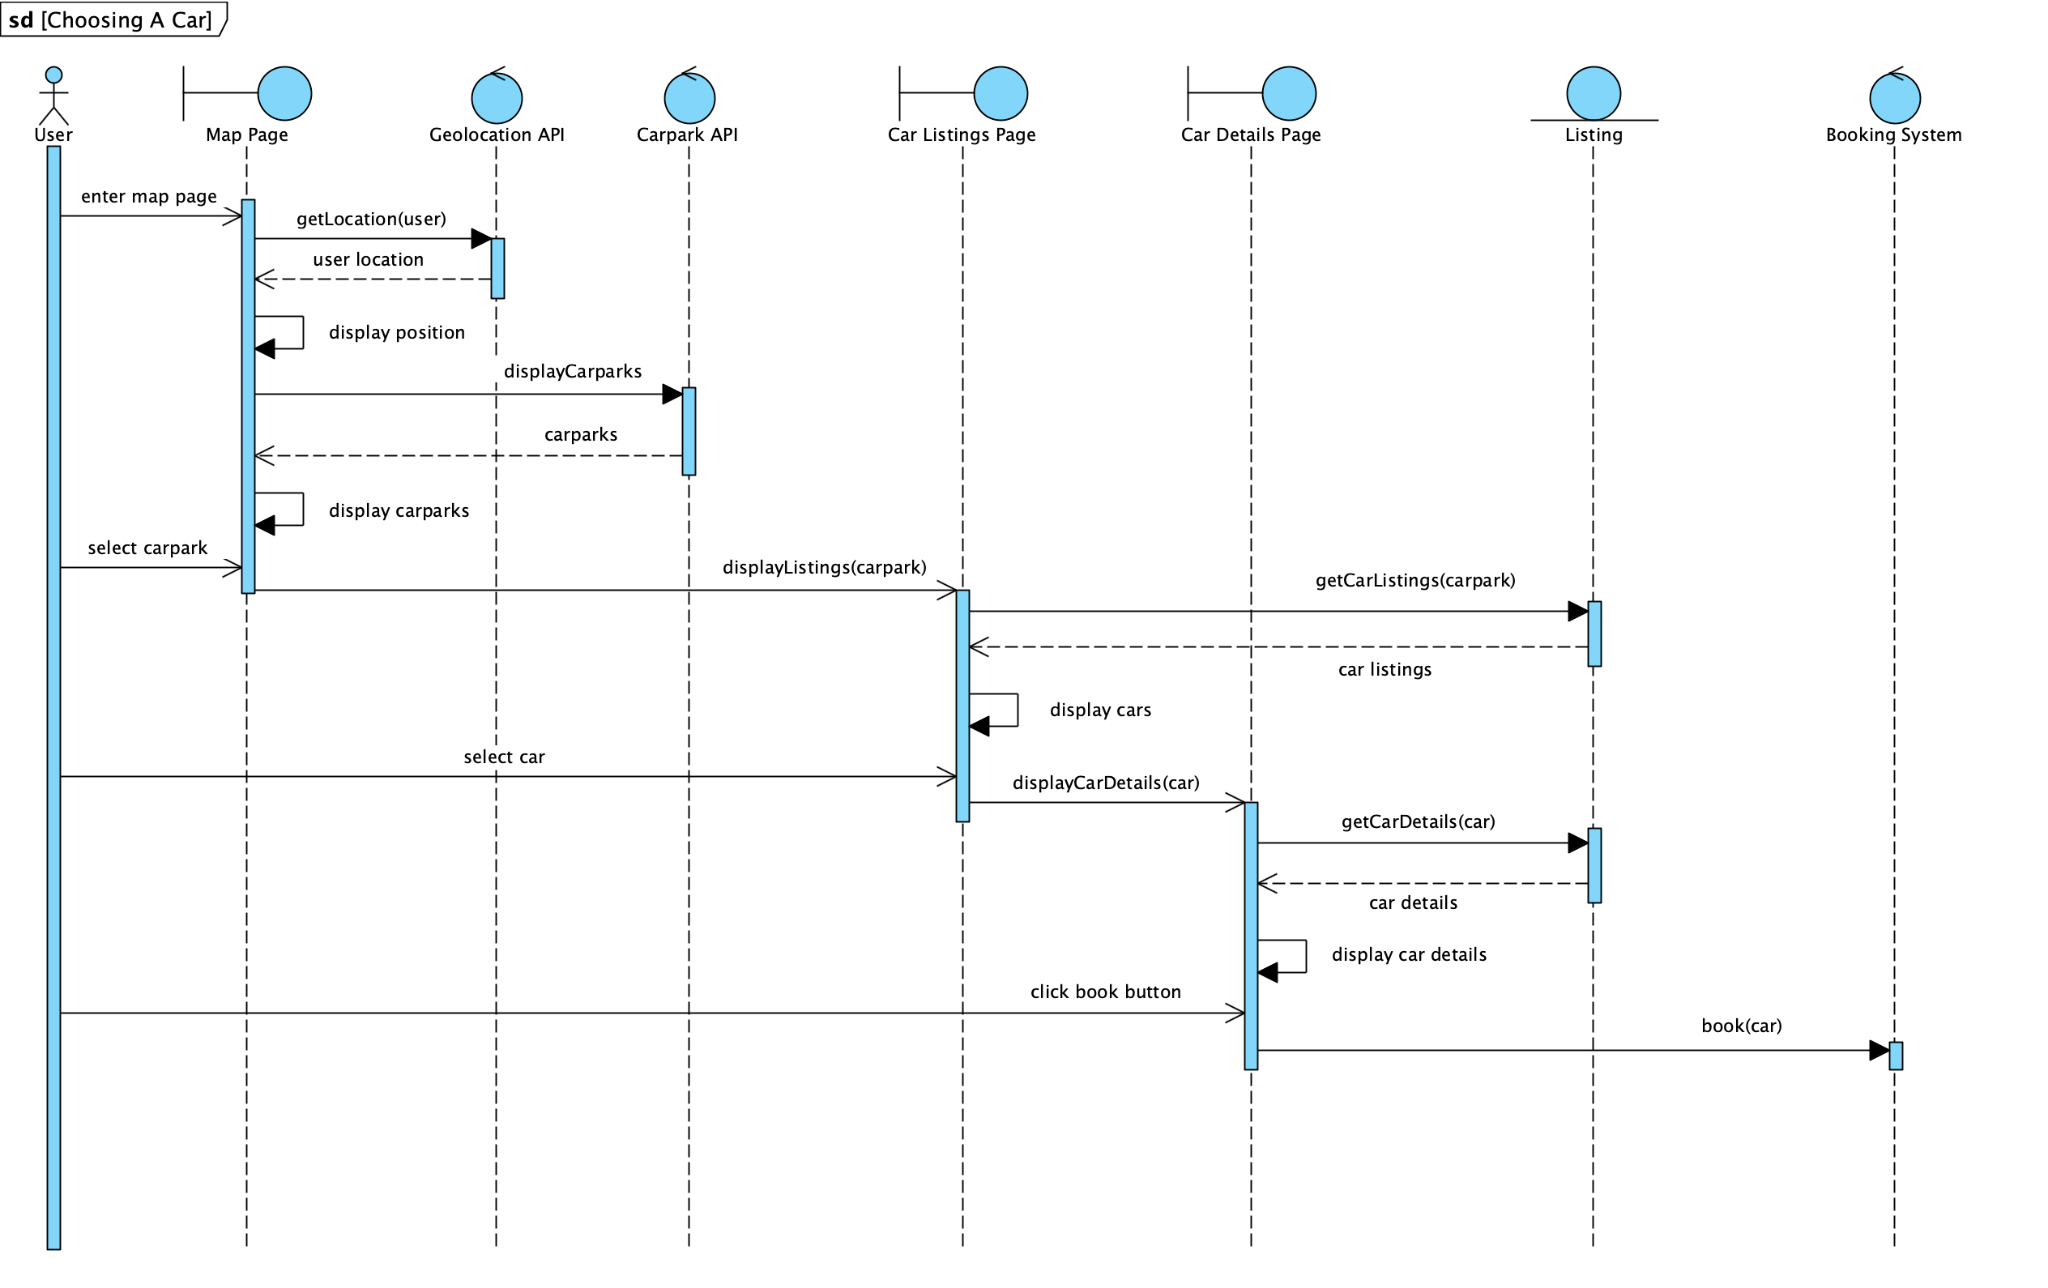 sd [Choosing A Car]
User
Map Page
Geolocation API
Carpark API
Car Listings Page
Car Details Page
Listing
Booking System
enter map page
getLocation(user)
user location
display position
displayCarparks
carparks
display carparks
select carpark
displayListings(carpark)
getCarListings(carpark)
car listings
display cars
select car
displayCarDetails(car)
getCarDetails(car)
car details
display car details
click book button
book(car)